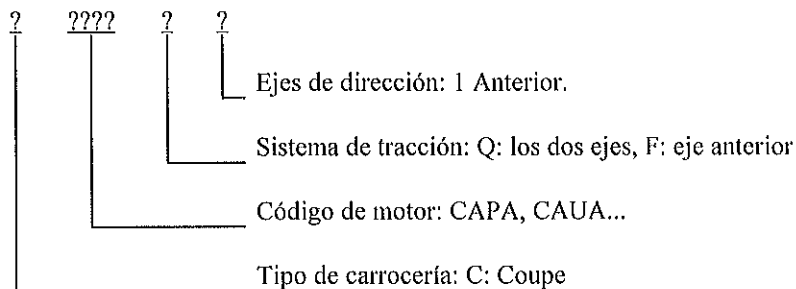 ? ???? ? ?
Ejes de dirección: 1 Anterior.
Sistema de tracción: Q: los dos ejes, F: eje anterior
Código de motor: CAPA, CAUA...
Tipo de carrocería: C: Coupe